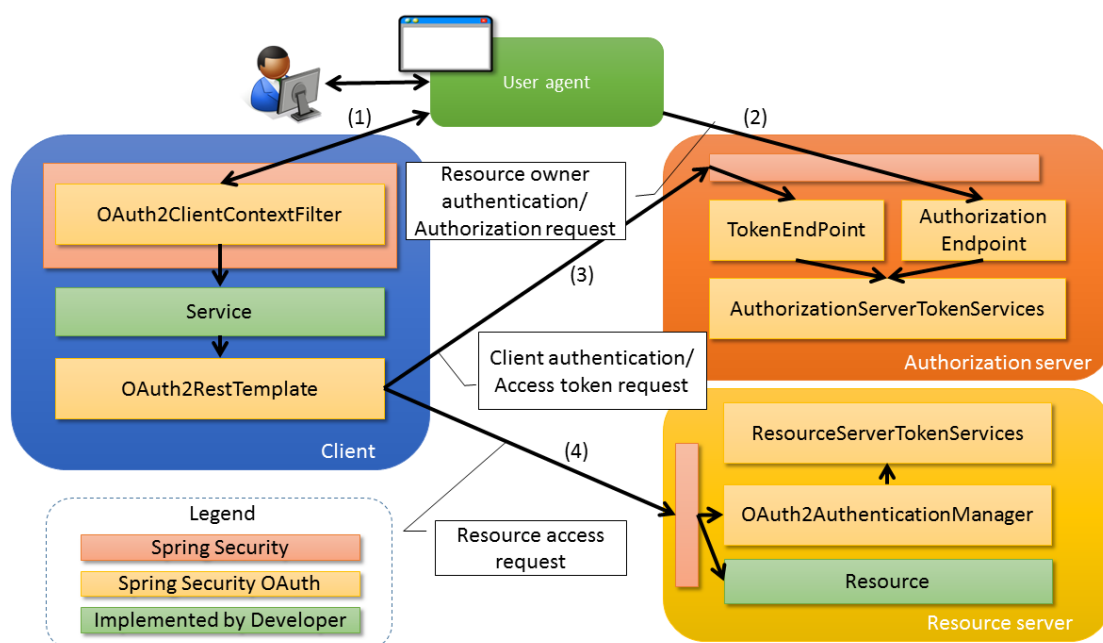 User agent
(1)
(2)
Resource owner
authentication/
Authorization request
OAuth2ClientContextFilter
Service
OAuth2RestTemplate
Client
TokenEndPoint
Authorization
Endpoint
AuthorizationServerTokenServices
Authorization server
(3)
Client authentication/
Access token request
(4)
Resource access
request
ResourceServerTokenServices
OAuth2AuthenticationManager
Resource
Resource server
Legend
Spring Security
Spring Security OAuth
Implemented by Developer